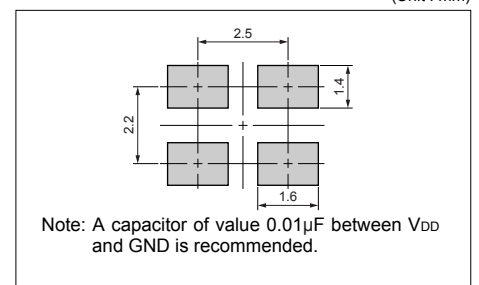 (Unit : mm)
2.5
1.4
2.2
1.6
Note: A capacitor of value 0.01µF between VDD
and GND is recommended.